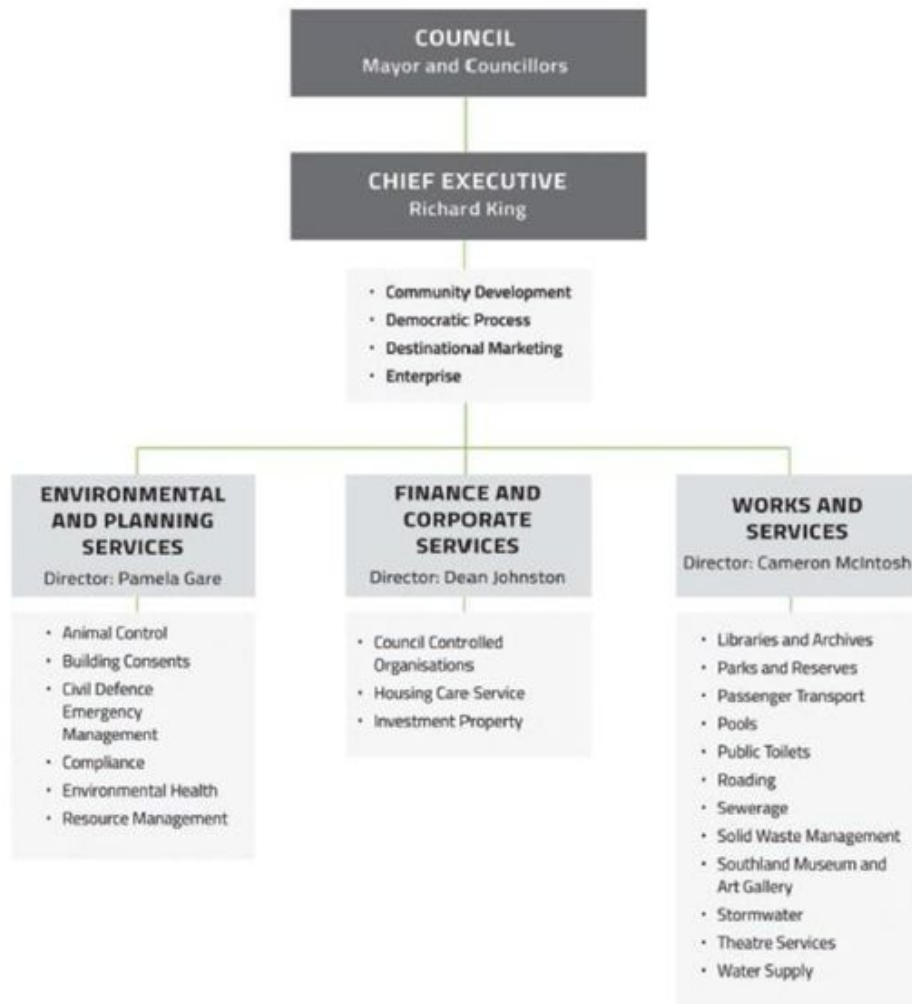 COUNCIL
Mayor and Councillors
CHIEF EXECUTIVE
Richard King
• Community Development
• Democratic Process
• Destinational Marketing
• Enterprise
ENVIRONMENTAL
AND PLANNING
SERVICES
Director: Pamela Gare
• Animal Control
• Building Consents
• Civil Defence
Emergency
Management
• Compliance
• Environmental Health
• Resource Management
FINANCE AND
CORPORATE
SERVICES
Director: Dean Johnston
• Council Controlled
Organisations
• Housing Care Service
• Investment Property
WORKS AND
SERVICES
Director: Cameron McIntosh
• Libraries and Archives
• Parks and Reserves
• Passenger Transport
• Pools
• Public Toilets
• Roading
• Sewerage
• Solid Waste Management
• Southland Museum and
Art Gallery
• Stormwater
• Theatre Services
• Water Supply